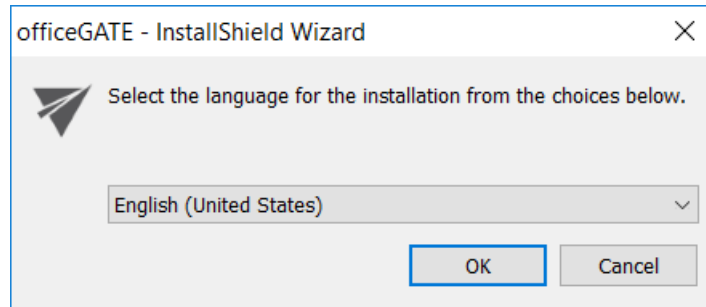 officeGATE - InstallShield Wizard
Select the language for the installation from the choices below.
English (United States)
OK
Cancel